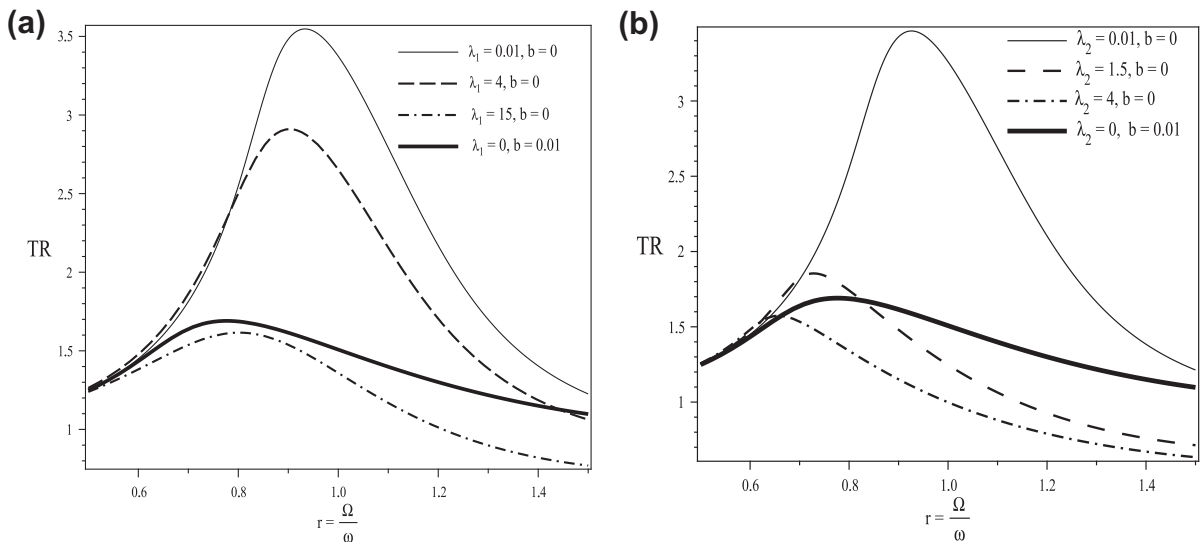 (a)
3.5
3
2.5
2
1.5
1
TR
λ₁ = 0.01, b = 0
λ₁ = 4, b = 0
λ₁ = 15, b = 0
λ₁ = 0, b = 0.01
0.6 0.8 1.0 1.2 1.4
r = Ω/ω
(b)
3
2.5
2
1.5
1
TR
λ₂ = 0.01, b = 0
λ₂ = 1.5, b = 0
λ₂ = 4, b = 0
λ₂ = 0, b = 0.01
0.6 0.8 1.0 1.2 1.4
r = Ω/ω